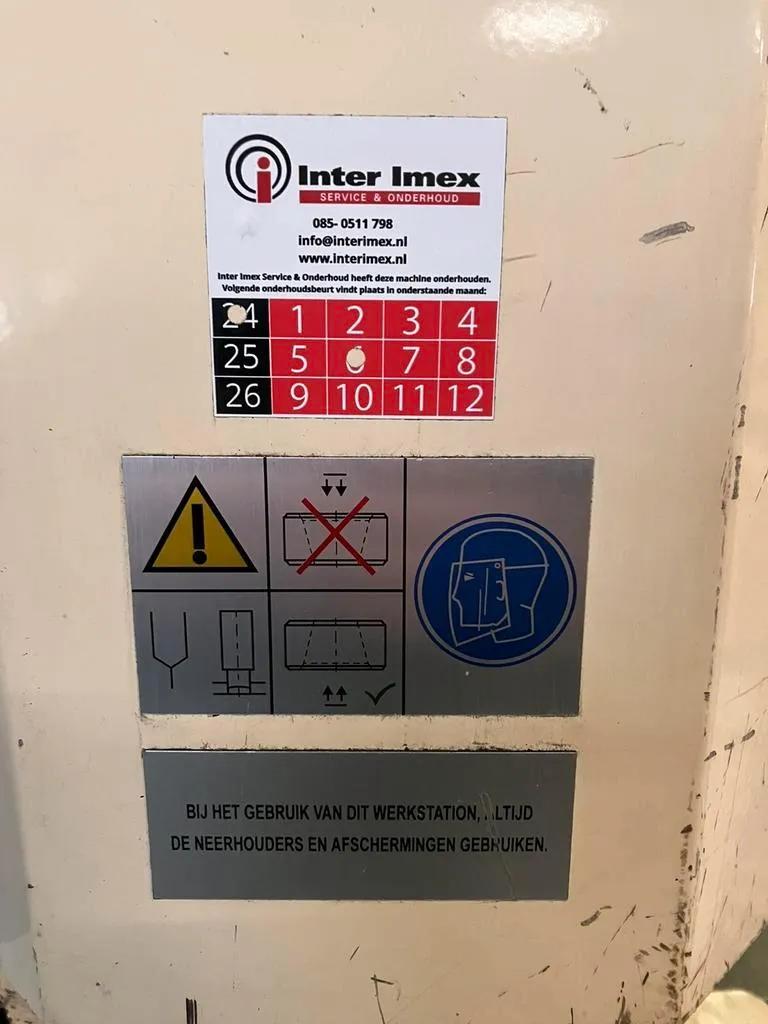 Inter Imex
SERVICE & ONDERHOUD
085- 0511 798
info@interimex.nl
www.interimex.nl
Inter Imex Service & Onderhoud heeft deze machine onderhouden.
Volgende onderhoudsbeurt vindt plaats in onderstaande maand:
24 1 2 3 4
25 5 7 8
26 9 10 11 12
BIJ HET GEBRUIK VAN DIT WERKSTATION, ALTIJD
DE NEERHOUDERS EN AFSCHERMINGEN GEBRUIKEN.